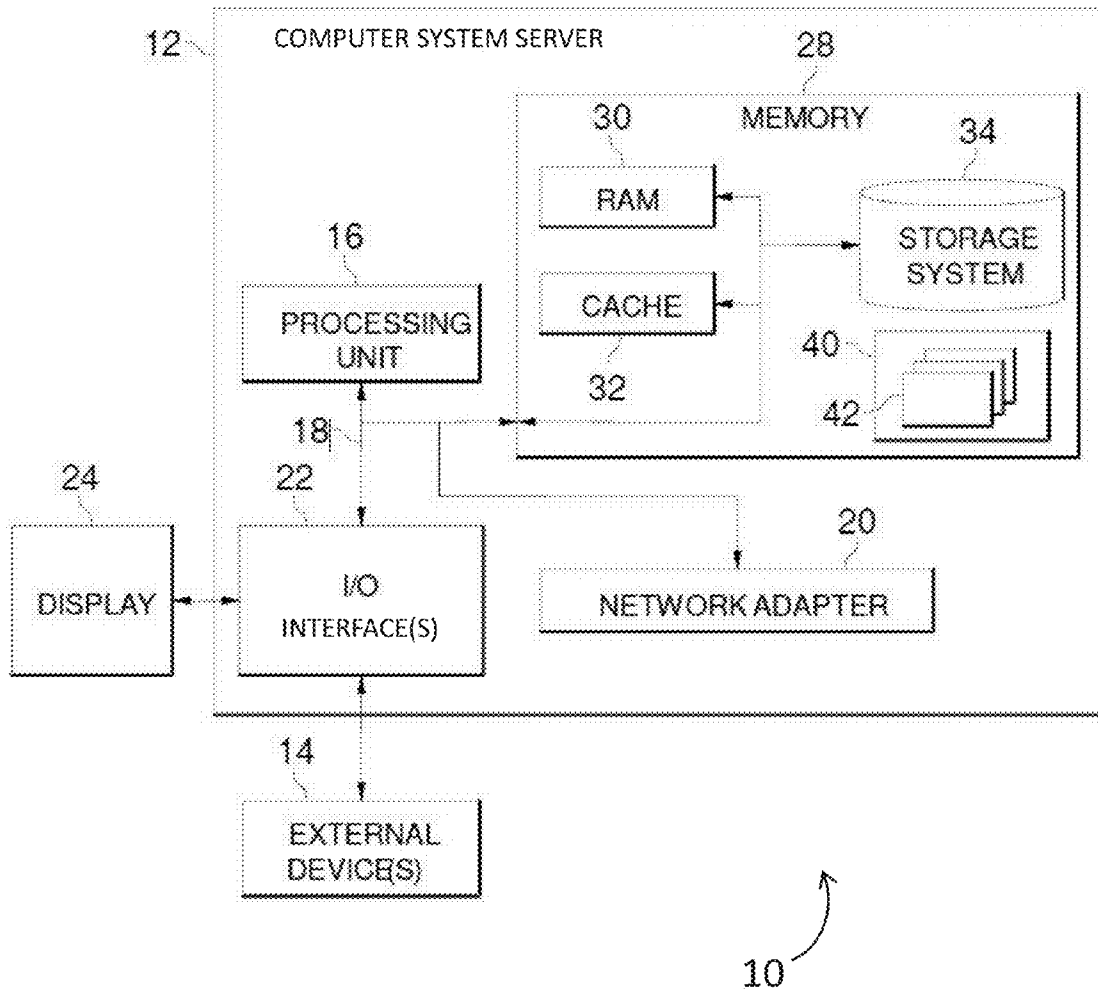 12
COMPUTER SYSTEM SERVER
28
MEMORY
30
RAM
34
STORAGE
SYSTEM
16
PROCESSING
UNIT
CACHE
32
40
42
18
24
DISPLAY
22
I/O
INTERFACE(S)
20
NETWORK ADAPTER
14
EXTERNAL
DEVICE(S)
10